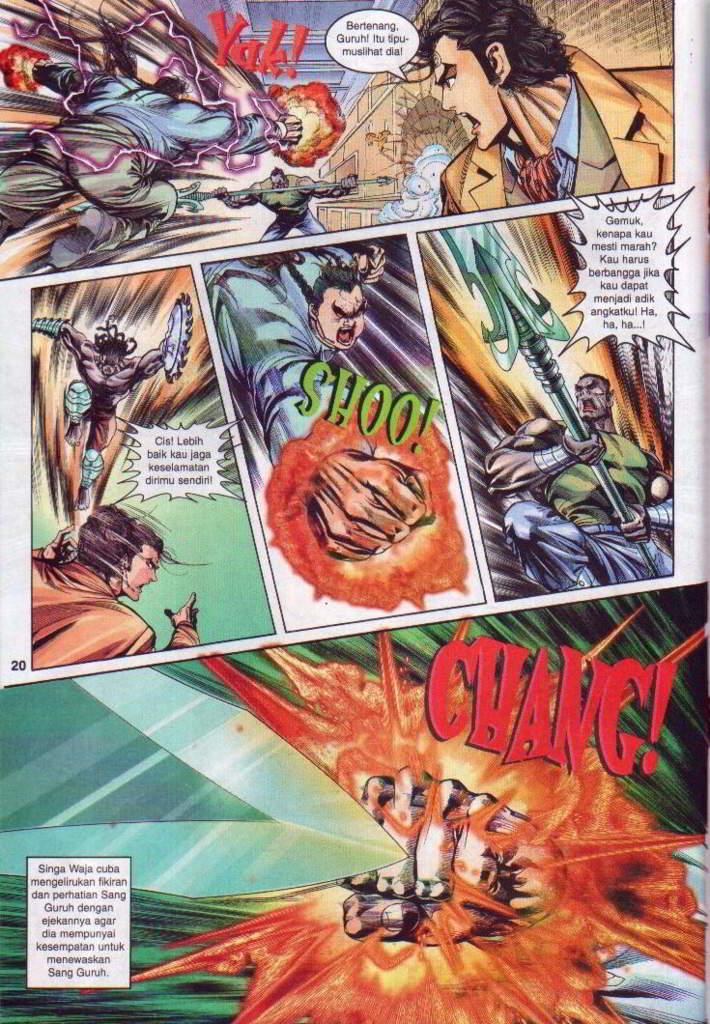 Yak!
Bertenang,
Guruh! Itu tipu-
muslihat dia!
Cis! Lebih
baik kau jaga
keselamatan
dirimu sendiri!
SHOO!
Gemuk,
kenapa kau
mesti marah?
Kau harus
berbangga jika
kau dapat
menjadi adik
angkatku! Ha,
ha, ha...!
20
CHANG!
Singa Waja cuba
mengelirukan fikiran
dan perhatian Sang
Guruh dengan
ejekannya agar
dia mempunyai
kesempatan untuk
menewaskan
Sang Guruh.